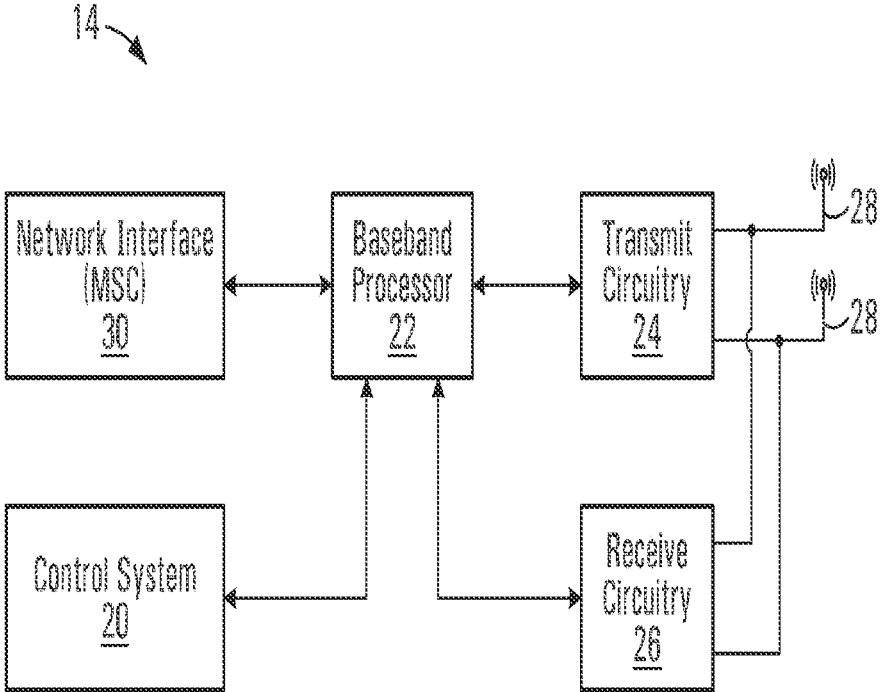 14
Network Interface
(MSC)
30
Baseband
Processor
22
Transmit
Circuitry
24
28
28
Control System
20
Receive
Circuitry
26